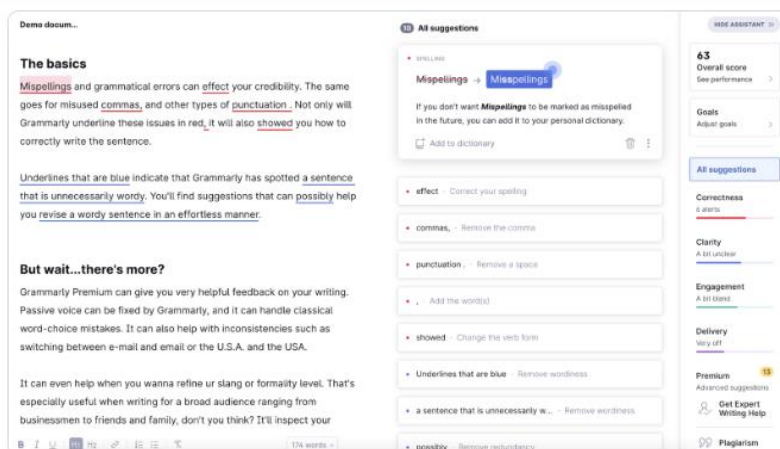 Demo docum...
The basics
Mispellings and grammatical errors can effect your credibility. The same
goes for misused commas, and other types of punctuation . Not only will
Grammarly underline these issues in red, it will also showed you how to
correctly write the sentence.
Underlines that are blue indicate that Grammarly has spotted a sentence
that is unnecessarily wordy. You'll find suggestions that can possibly help
you revise a wordy sentence in an effortless manner.
But wait...there's more?
Grammarly Premium can give you very helpful feedback on your writing.
Passive voice can be fixed by Grammarly, and it can handle classical
word-choice mistakes. It can also help with inconsistencies such as
switching between e-mail and email or the U.S.A. and the USA.
It can even help when you wanna refine ur slang or formality level. That's
especially useful when writing for a broad audience ranging from
businessmen to friends and family, don't you think? It'll inspect your
B I U H1 H2
174 words
All suggestions
SPELLING
Mispellings → Misspellings
If you don't want Mispellings to be marked as misspelled
in the future, you can add it to your personal dictionary.
Add to dictionary
effect · Correct your spelling
commas, · Remove the comma
punctuation . · Remove a space
, · Add the word(s)
showed · Change the verb form
Underlines that are blue · Remove wordiness
a sentence that is unnecessarily w... · Remove wordiness
possibly · Remove redundancy
HIDE ASSISTANT
63
Overall score
See performance
Goals
Adjust goals
All suggestions
Correctness
6 alerts
Clarity
A bit unclear
Engagement
A bit bland
Delivery
Very off
Premium
Advanced suggestions
Get Expert
Writing Help
Plagiarism